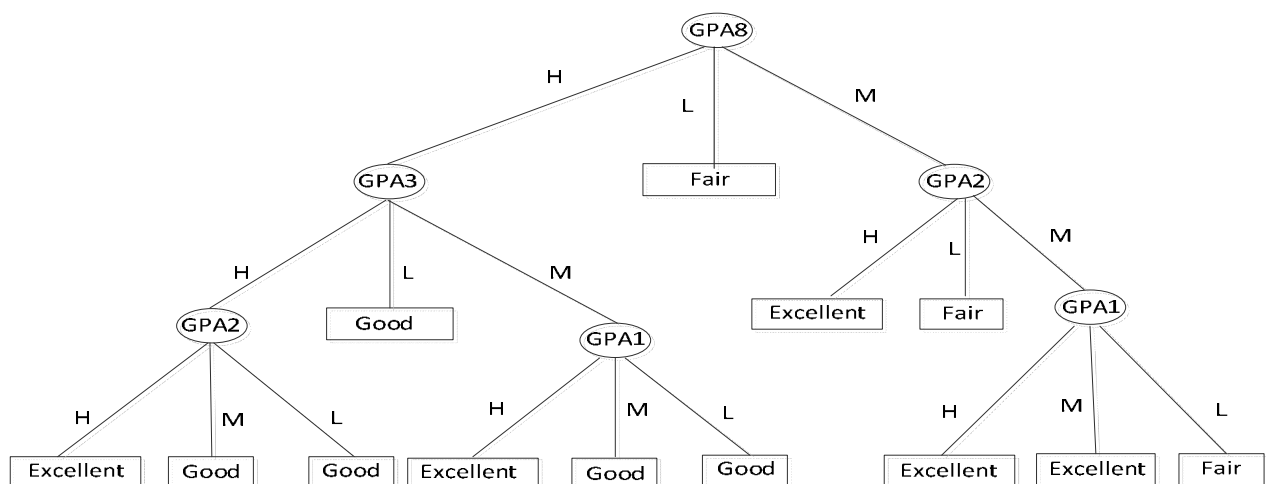 GPA8
H
L
M
GPA3
Fair
GPA2
H
L
M
H
L
M
GPA2
Good
GPA1
Excellent
Fair
GPA1
H
M
L
H
M
L
H
M
L
Excellent
Good
Good
Excellent
Good
Good
Excellent
Excellent
Fair